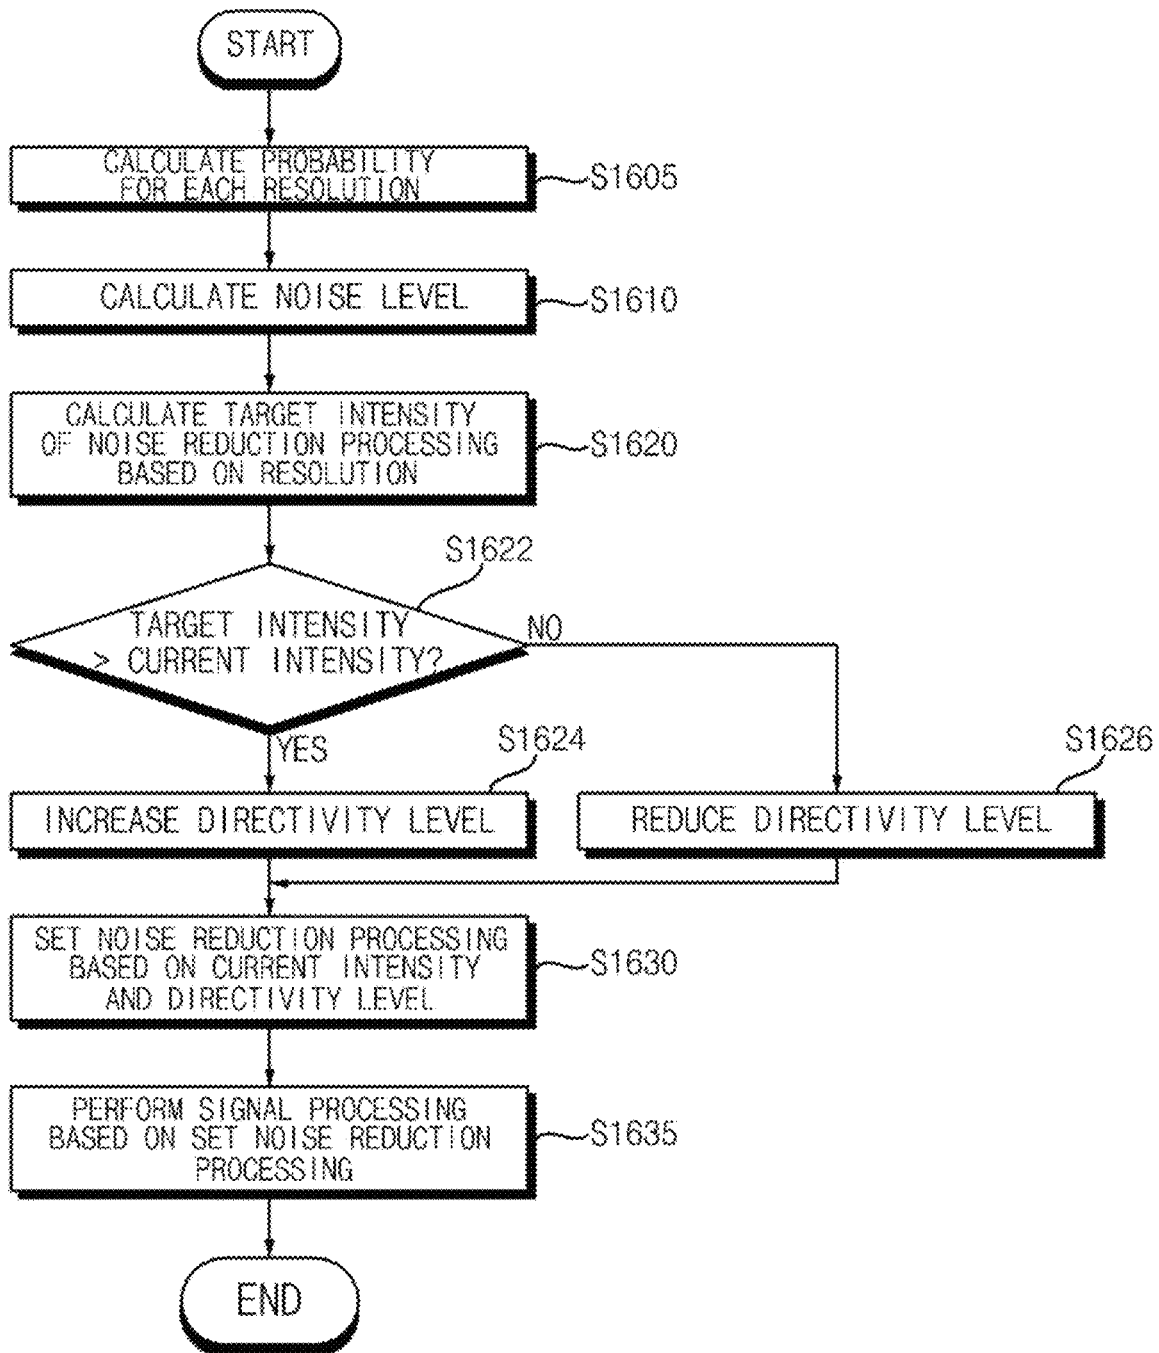 START
CALCULATE PROBABILITY
FOR EACH RESOLUTION
S1605
CALCULATE NOISE LEVEL
S1610
CALCULATE TARGET INTENSITY
OF NOISE REDUCTION PROCESSING
BASED ON RESOLUTION
S1620
S1622
TARGET INTENSITY
> CURRENT INTENSITY?
NO
YES
S1624
INCREASE DIRECTIVITY LEVEL
S1626
REDUCE DIRECTIVITY LEVEL
SET NOISE REDUCTION PROCESSING
BASED ON CURRENT INTENSITY
AND DIRECTIVITY LEVEL
S1630
PERFORM SIGNAL PROCESSING
BASED ON SET NOISE REDUCTION
PROCESSING
S1635
END